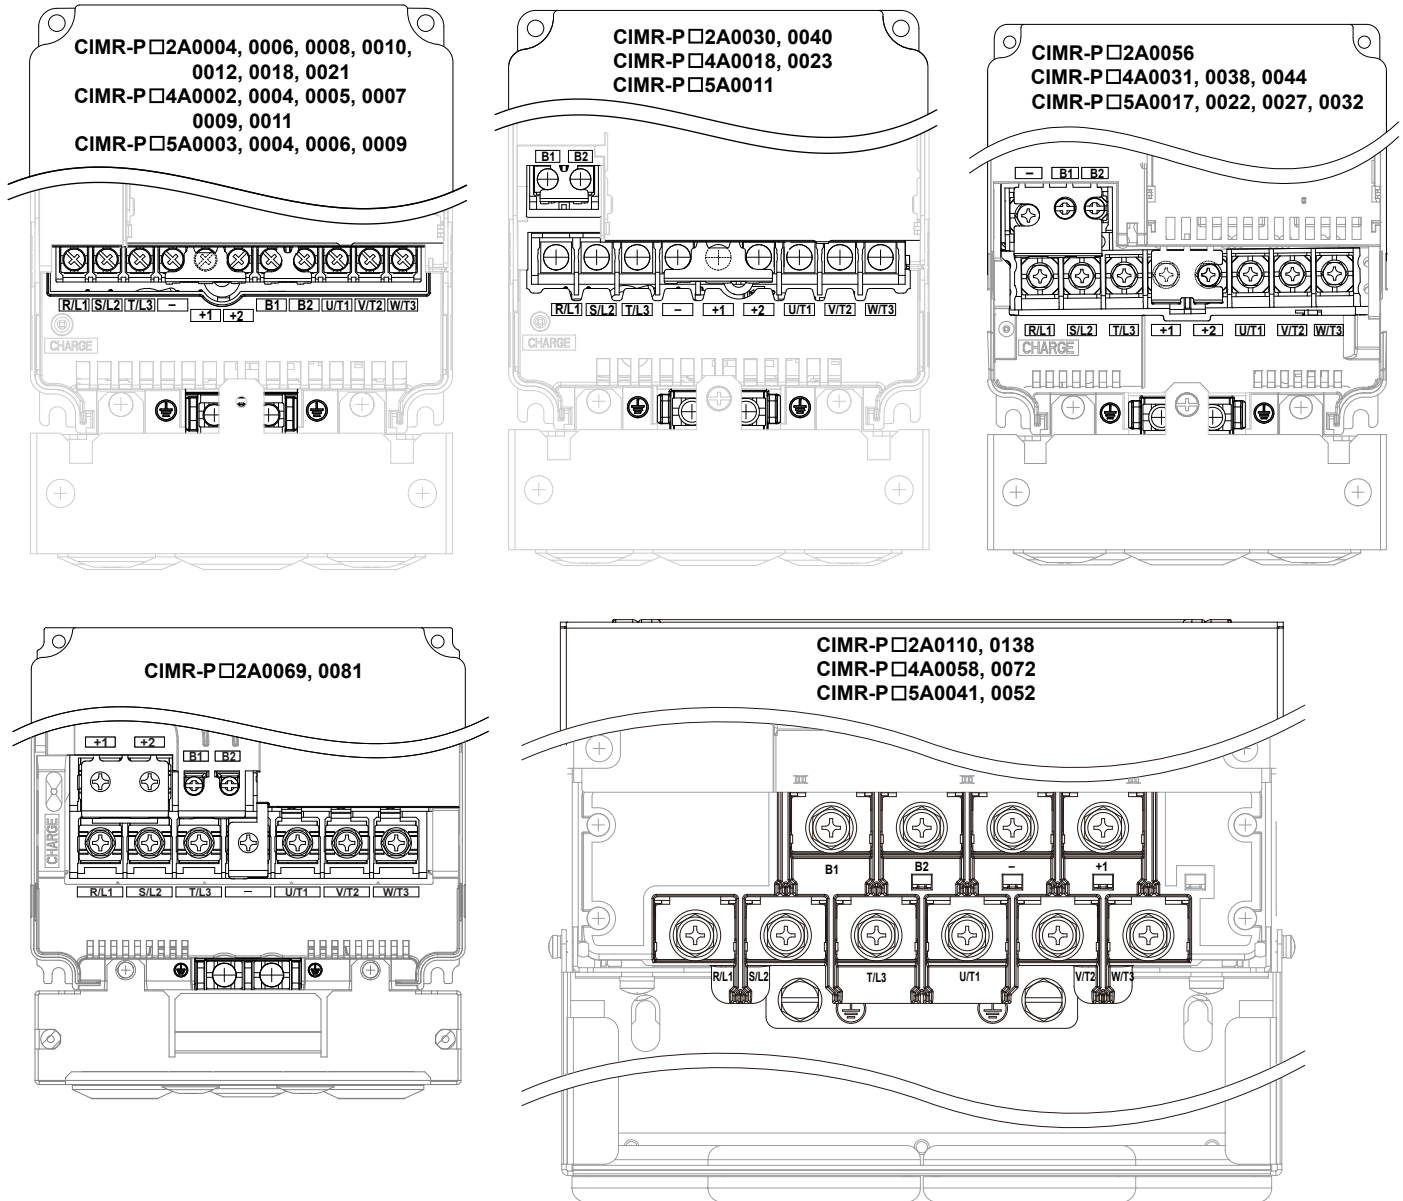 CIMR-P□2A0004, 0006, 0008, 0010,
0012, 0018, 0021
CIMR-P□4A0002, 0004, 0005, 0007
0009, 0011
CIMR-P□5A0003, 0004, 0006, 0009
R/L1 S/L2 T/L3 – +1 +2 B1 B2 U/T1 V/T2 W/T3
CHARGE
CIMR-P□2A0030, 0040
CIMR-P□4A0018, 0023
CIMR-P□5A0011
B1 B2
R/L1 S/L2 T/L3 – +1 +2 U/T1 V/T2 W/T3
CHARGE
CIMR-P□2A0056
CIMR-P□4A0031, 0038, 0044
CIMR-P□5A0017, 0022, 0027, 0032
– B1 B2
R/L1 S/L2 T/L3 +1 +2 U/T1 V/T2 W/T3
CHARGE
CIMR-P□2A0069, 0081
+1 +2 B1 B2
CHARGE
R/L1 S/L2 T/L3 – U/T1 V/T2 W/T3
CIMR-P□2A0110, 0138
CIMR-P□4A0058, 0072
CIMR-P□5A0041, 0052
B1 B2 – +1
R/L1 S/L2 T/L3 U/T1 V/T2 W/T3